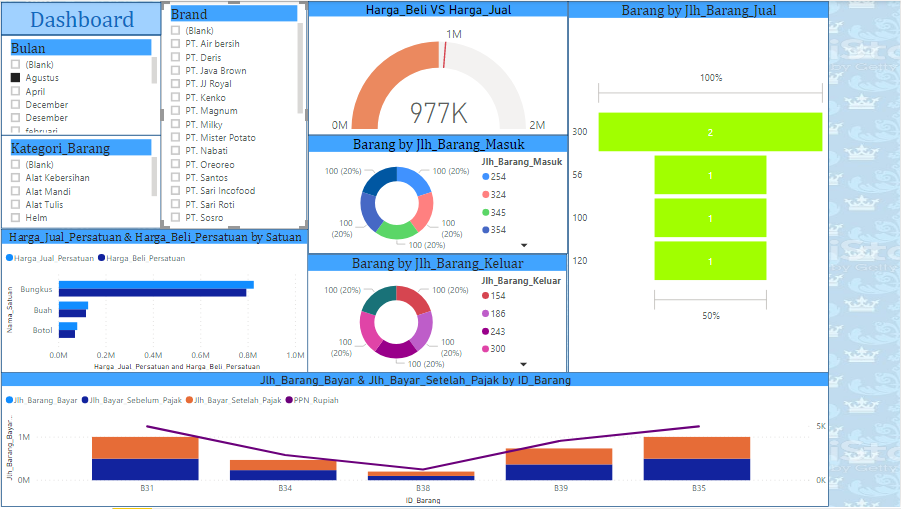 Dashboard
Bulan
(Blank)
Agustus
April
December
Desember
februari
Kategori_Barang
(Blank)
Alat Kebersihan
Alat Mandi
Alat Tulis
Helm
Brand
(Blank)
PT. Air bersih
PT. Deris
PT. Java Brown
PT. JJ Royal
PT. Kenko
PT. Magnum
PT. Milky
PT. Mister Potato
PT. Nabati
PT. Oreoreo
PT. Santos
PT. Sari Incofood
PT. Sari Roti
PT. Sosro
Harga_Beli VS Harga_Jual
1M
977K
0M
2M
Barang by Jlh_Barang_Masuk
100 (20%)
100 (20%)
100
(20%)
100
(20%)
100 (20%)
Jlh_Barang_Masuk
254
324
345
354
Barang by Jlh_Barang_Keluar
100 (20%)
100 (20%)
100
(20%)
100
(20%)
100 (20%)
Jlh_Barang_Keluar
154
186
243
300
Barang by Jlh_Barang_Jual
100%
300
2
56
1
100
1
120
1
50%
Harga_Jual_Persatuan & Harga_Beli_Persatuan by Satuan
Harga_Jual_Persatuan Harga_Beli_Persatuan
Nama_Satuan
Bungkus
Buah
Botol
0.0M 0.2M 0.4M 0.6M 0.8M 1.0M
Harga_Jual_Persatuan and Harga_Beli_Persatuan
Jlh_Barang_Bayar & Jlh_Bayar_Setelah_Pajak by ID_Barang
Jlh_Barang_Bayar Jlh_Bayar_Sebelum_Pajak Jlh_Bayar_Setelah_Pajak PPN_Rupiah
Jlh_Barang_Bayar...
1M
0M
5K
0K
B31 B34 B38 B39 B35
ID_Barang